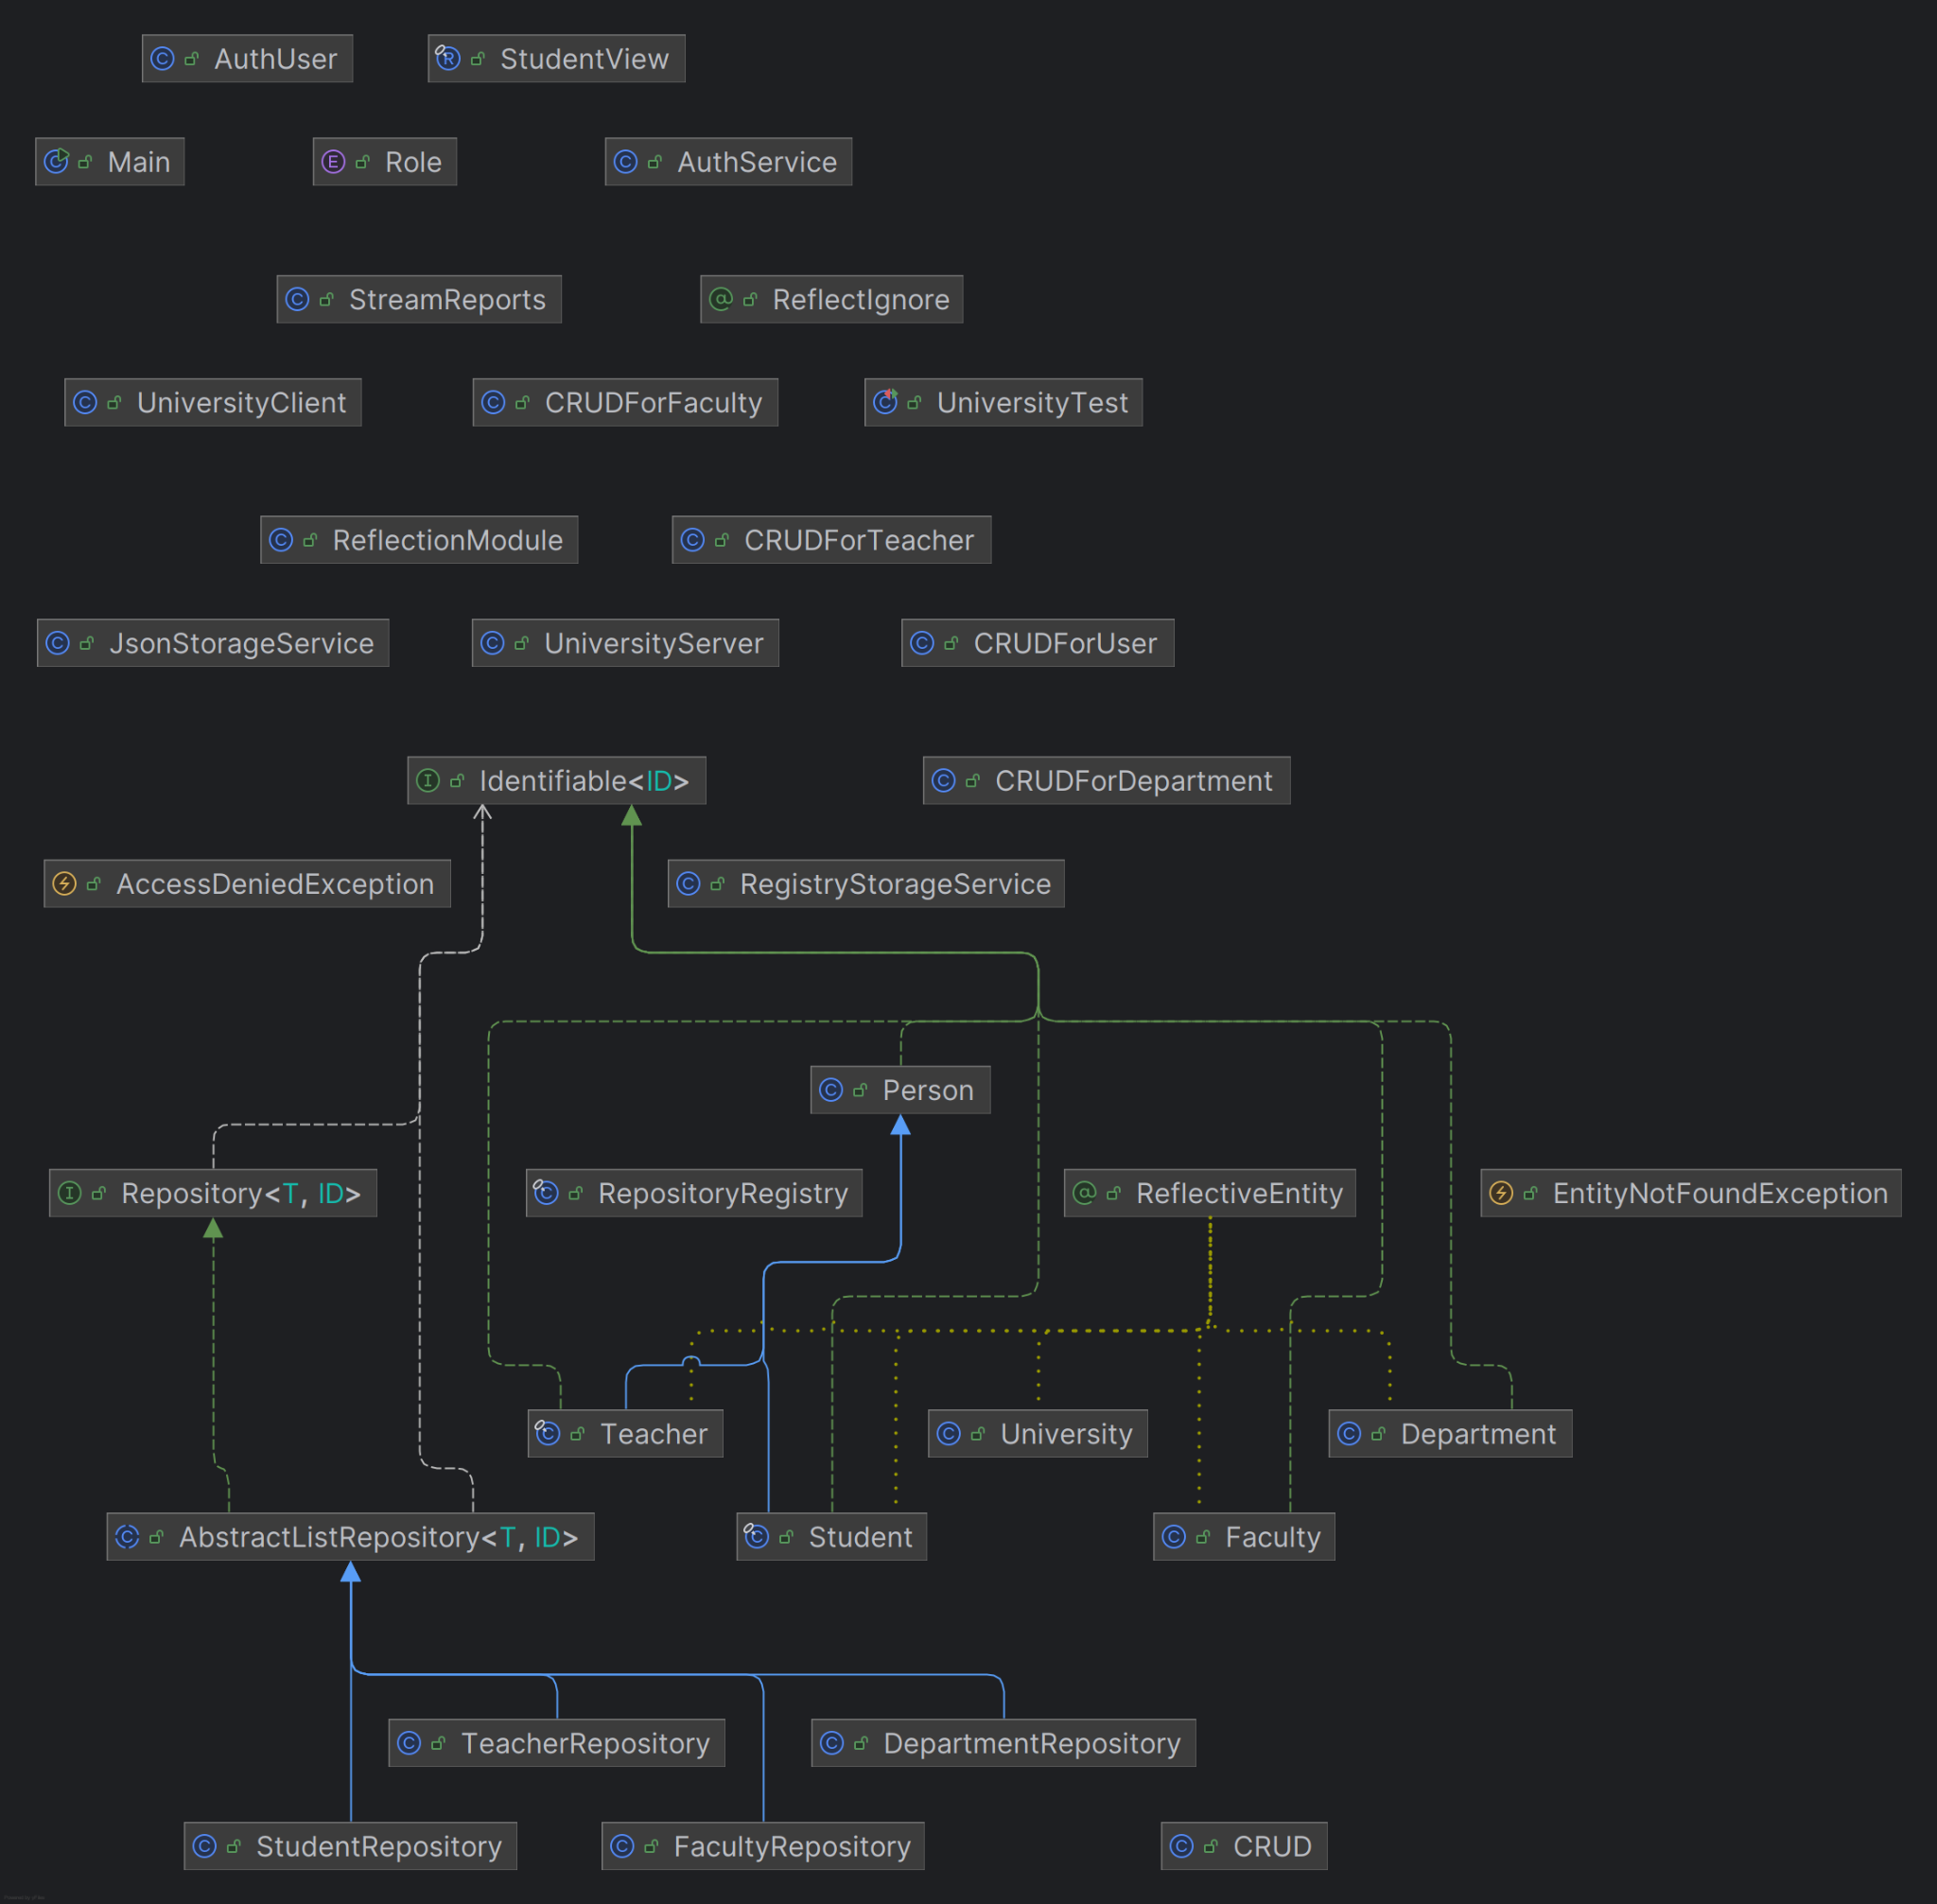 AuthUser
StudentView
Main
Role
AuthService
StreamReports
ReflectIgnore
UniversityClient
CRUDForFaculty
UniversityTest
ReflectionModule
CRUDForTeacher
JsonStorageService
UniversityServer
CRUDForUser
Identifiable<ID>
CRUDForDepartment
AccessDeniedException
RegistryStorageService
Person
Repository<T, ID>
RepositoryRegistry
ReflectiveEntity
EntityNotFoundException
Teacher
University
Department
AbstractListRepository<T, ID>
Student
Faculty
TeacherRepository
DepartmentRepository
StudentRepository
FacultyRepository
CRUD